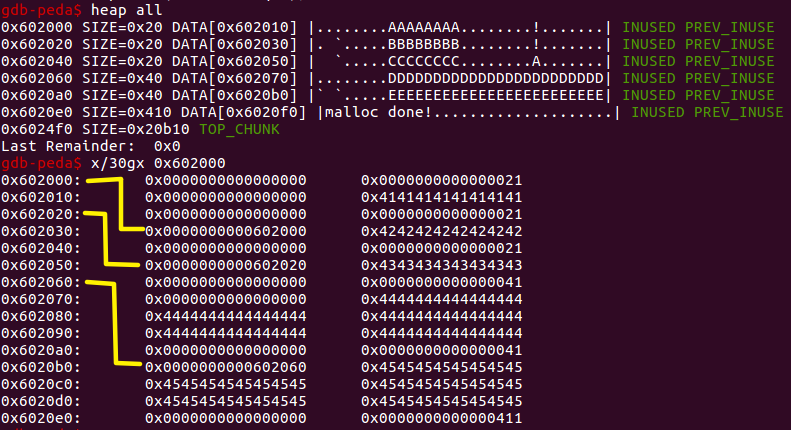 gdb-peda$ heap all
0x602000 SIZE=0x20 DATA[0x602010] |........AAAAAAAA........!.......| INUSED PREV_INUSE
0x602020 SIZE=0x20 DATA[0x602030] |. `.....BBBBBBBB........!.......| INUSED PREV_INUSE
0x602040 SIZE=0x20 DATA[0x602050] |  `.....CCCCCCCC........A.......| INUSED PREV_INUSE
0x602060 SIZE=0x40 DATA[0x602070] |........DDDDDDDDDDDDDDDDDDDDDDDD| INUSED PREV_INUSE
0x6020a0 SIZE=0x40 DATA[0x6020b0] |` `.....EEEEEEEEEEEEEEEEEEEEEEEE| INUSED PREV_INUSE
0x6020e0 SIZE=0x410 DATA[0x6020f0] |malloc done!....................| INUSED PREV_INUSE
0x6024f0 SIZE=0x20b10 TOP_CHUNK
Last Remainder:  0x0
gdb-peda$ x/30gx 0x602000
0x602000: 0x0000000000000000 0x0000000000000021
0x602010: 0x0000000000000000 0x4141414141414141
0x602020: 0x0000000000000000 0x0000000000000021
0x602030: 0x0000000000602000 0x4242424242424242
0x602040: 0x0000000000000000 0x0000000000000021
0x602050: 0x0000000000602020 0x4343434343434343
0x602060: 0x0000000000000000 0x0000000000000041
0x602070: 0x0000000000000000 0x4444444444444444
0x602080: 0x4444444444444444 0x4444444444444444
0x602090: 0x4444444444444444 0x4444444444444444
0x6020a0: 0x0000000000000000 0x0000000000000041
0x6020b0: 0x0000000000602060 0x4545454545454545
0x6020c0: 0x4545454545454545 0x4545454545454545
0x6020d0: 0x4545454545454545 0x4545454545454545
0x6020e0: 0x0000000000000000 0x0000000000000411